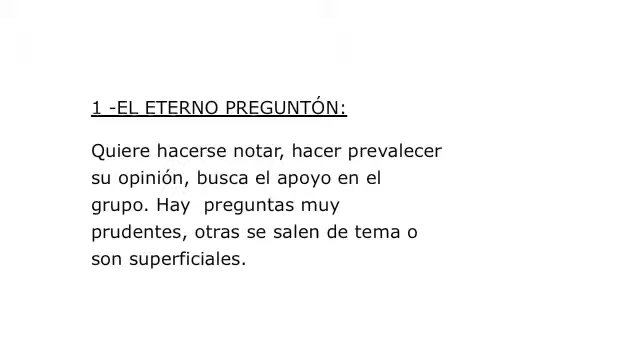 1 -EL ETERNO PREGUNTÓN:
Quiere hacerse notar, hacer prevalecer
su opinión, busca el apoyo en el
grupo. Hay  preguntas muy
prudentes, otras se salen de tema o
son superficiales.